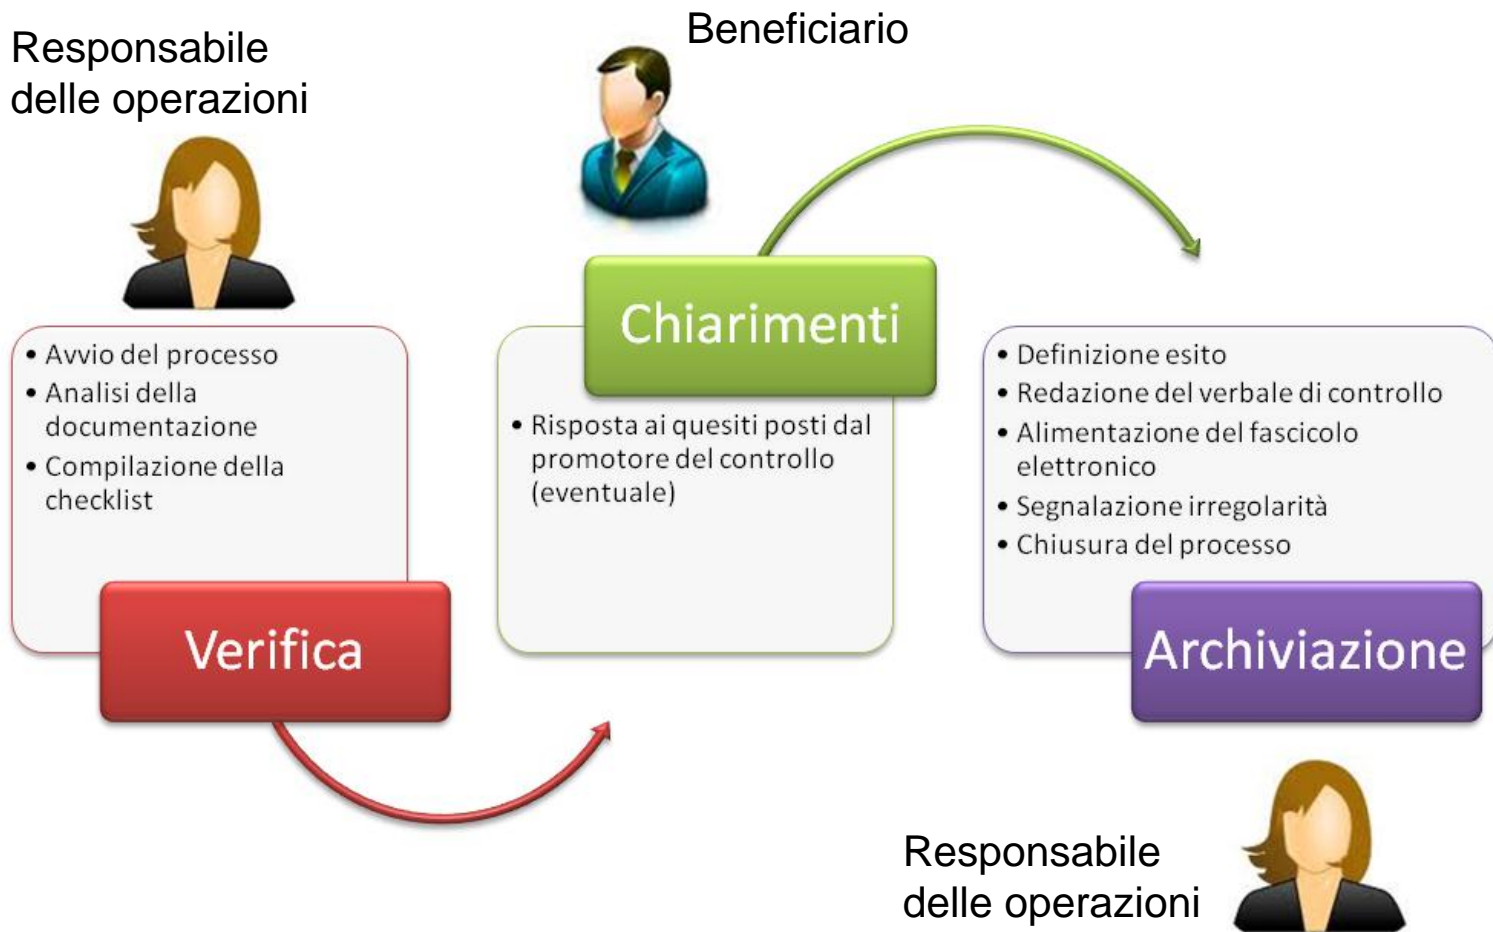 Responsabile
delle operazioni
• Avvio del processo
• Analisi della
documentazione
• Compilazione della
checklist
Verifica
Beneficiario
Chiarimenti
• Risposta ai quesiti posti dal
promotore del controllo
(eventuale)
• Definizione esito
• Redazione del verbale di controllo
• Alimentazione del fascicolo
elettronico
• Segnalazione irregolarità
• Chiusura del processo
Archiviazione
Responsabile
delle operazioni